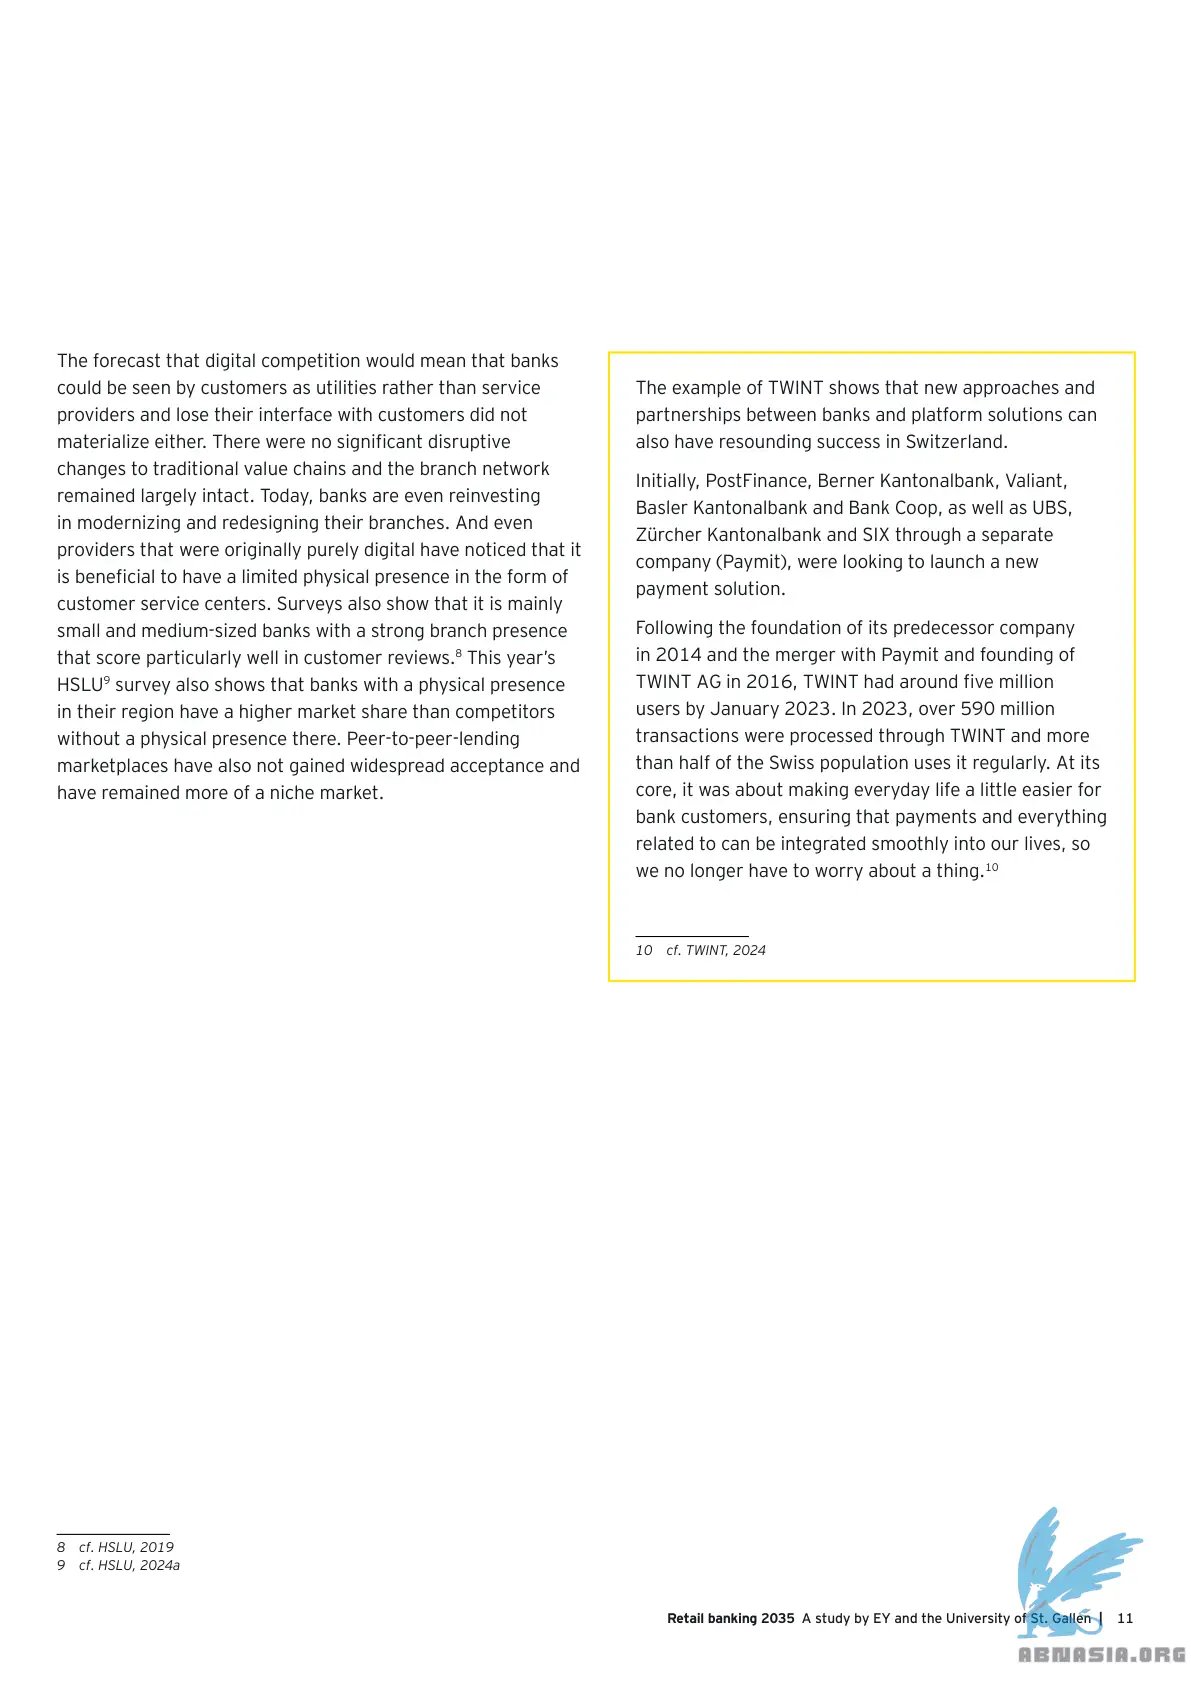 The forecast that digital competition would mean that banks
could be seen by customers as utilities rather than service
providers and lose their interface with customers did not
materialize either. There were no significant disruptive
changes to traditional value chains and the branch network
remained largely intact. Today, banks are even reinvesting
in modernizing and redesigning their branches. And even
providers that were originally purely digital have noticed that it
is beneficial to have a limited physical presence in the form of
customer service centers. Surveys also show that it is mainly
small and medium-sized banks with a strong branch presence
that score particularly well in customer reviews.⁸ This year’s
HSLU⁹ survey also shows that banks with a physical presence
in their region have a higher market share than competitors
without a physical presence there. Peer-to-peer-lending
marketplaces have also not gained widespread acceptance and
have remained more of a niche market.
The example of TWINT shows that new approaches and
partnerships between banks and platform solutions can
also have resounding success in Switzerland.
Initially, PostFinance, Berner Kantonalbank, Valiant,
Basler Kantonalbank and Bank Coop, as well as UBS,
Zürcher Kantonalbank and SIX through a separate
company (Paymit), were looking to launch a new
payment solution.
Following the foundation of its predecessor company
in 2014 and the merger with Paymit and founding of
TWINT AG in 2016, TWINT had around five million
users by January 2023. In 2023, over 590 million
transactions were processed through TWINT and more
than half of the Swiss population uses it regularly. At its
core, it was about making everyday life a little easier for
bank customers, ensuring that payments and everything
related to can be integrated smoothly into our lives, so
we no longer have to worry about a thing.¹⁰
10 cf. TWINT, 2024
8 cf. HSLU, 2019
9 cf. HSLU, 2024a
Retail banking 2035 A study by EY and the University of St. Gallen | 11
ABNASIA.ORG